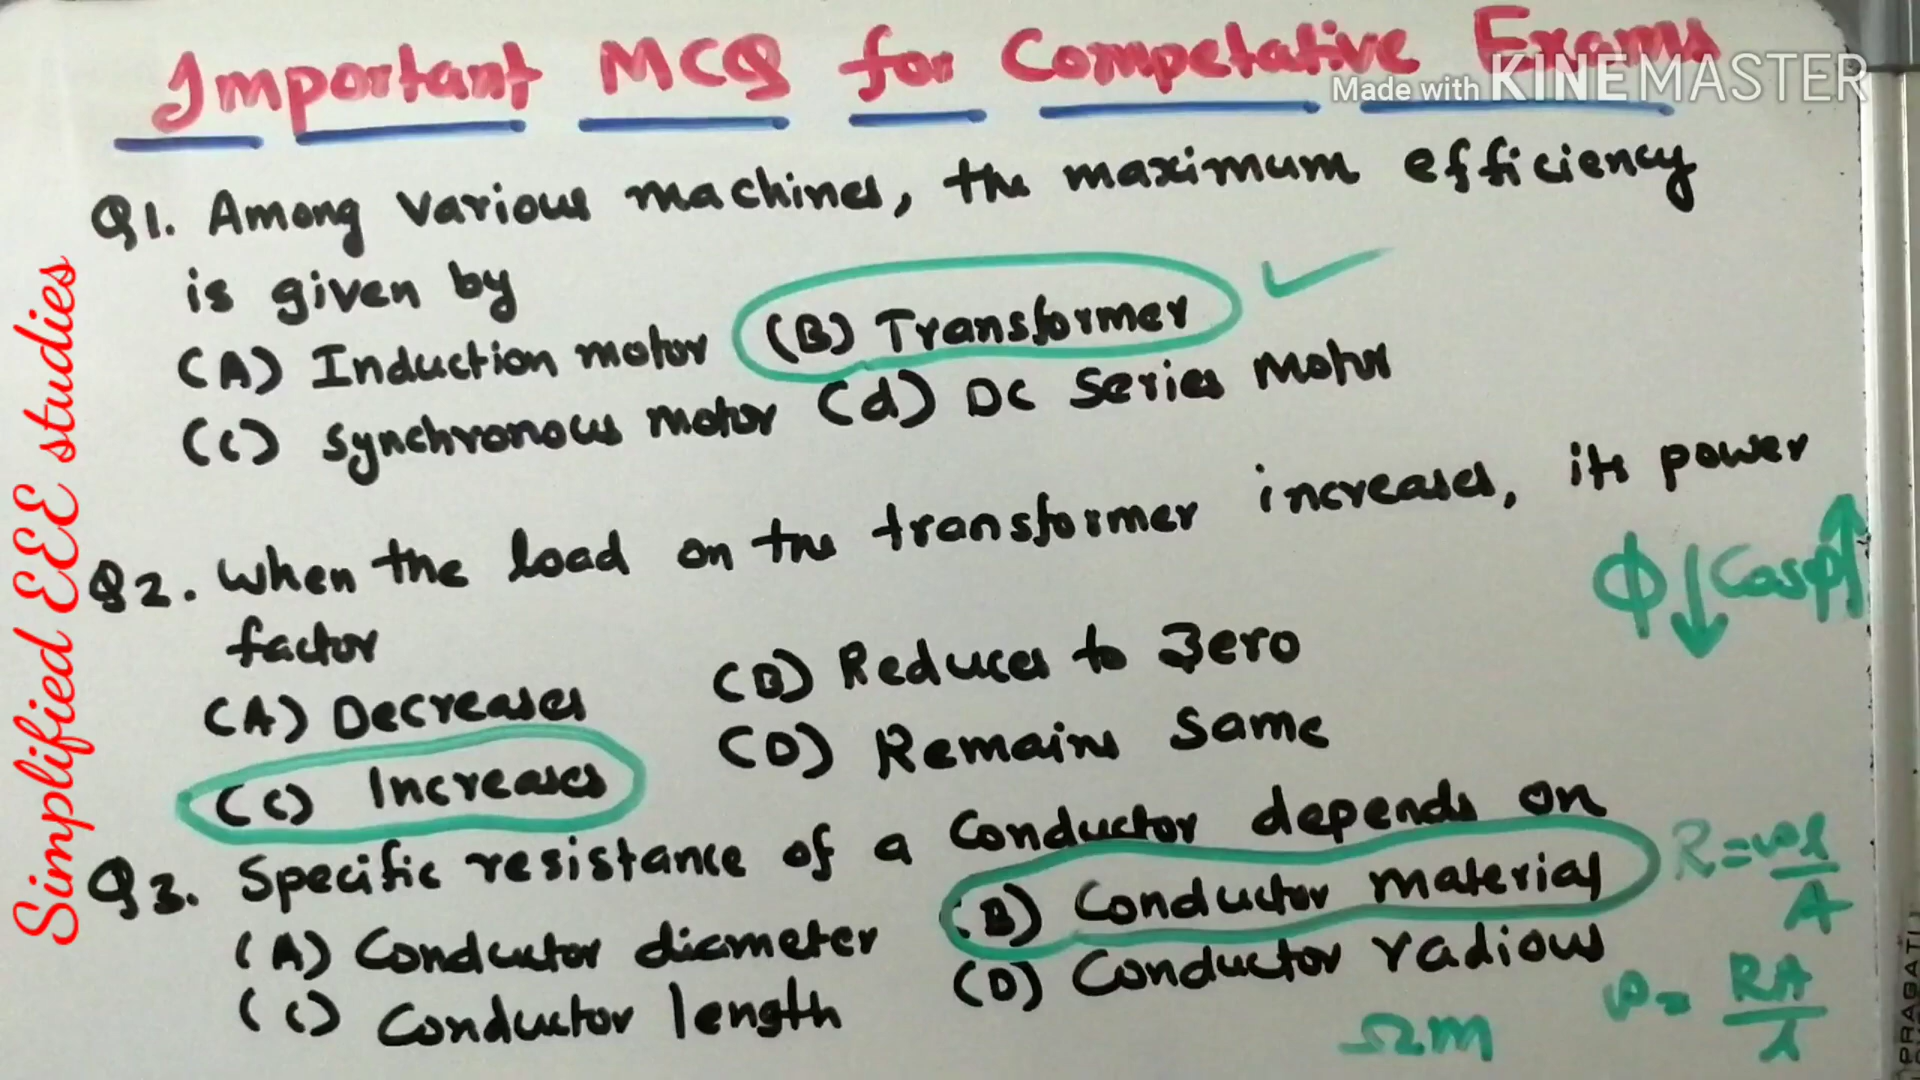 Important MCQ for Competative Exams
Made with KINEMASTER
Simplified EEE studies
Q1. Among various machines, the maximum efficiency
is given by
(A) Induction motor (B) Transformer ✓
(C) Synchronous motor (d) DC Series Motor
Q2. When the load on the transformer increases, its power
factor
ϕ↓ Cosϕ↑
(A) Decreases (B) Reduces to Zero
(C) Increases (D) Remains Same
Q3. Specific resistance of a Conductor depends on
(A) Conductor diameter (B) Conductor material
(C) Conductor length (D) Conductor radious
R=ρl/A
ρ= RA/l
Ωm
PRAGATI